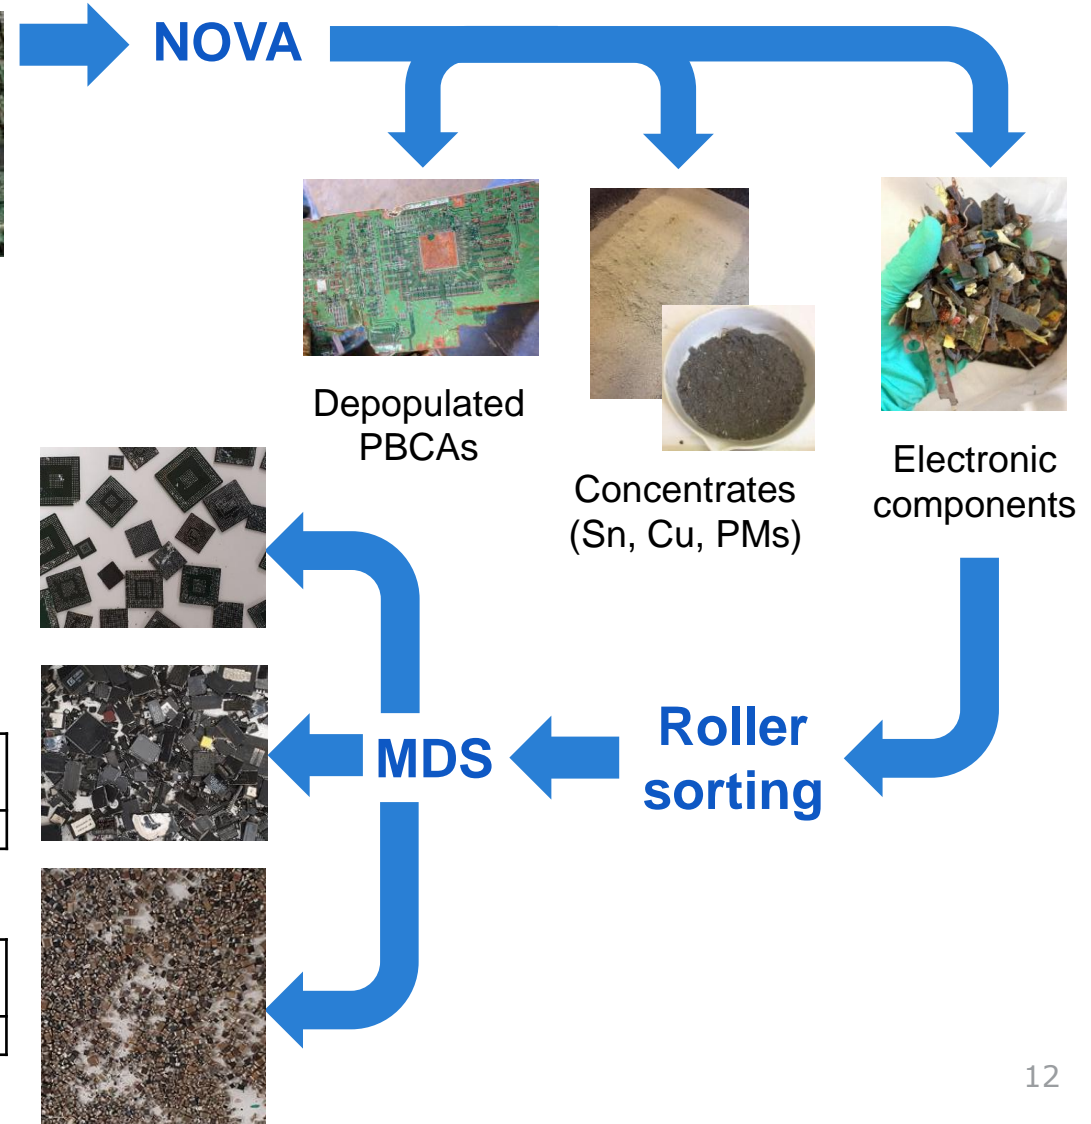 NOVA
Depopulated
PBCAs
Concentrates
(Sn, Cu, PMs)
Electronic
components
Roller
sorting
MDS
12